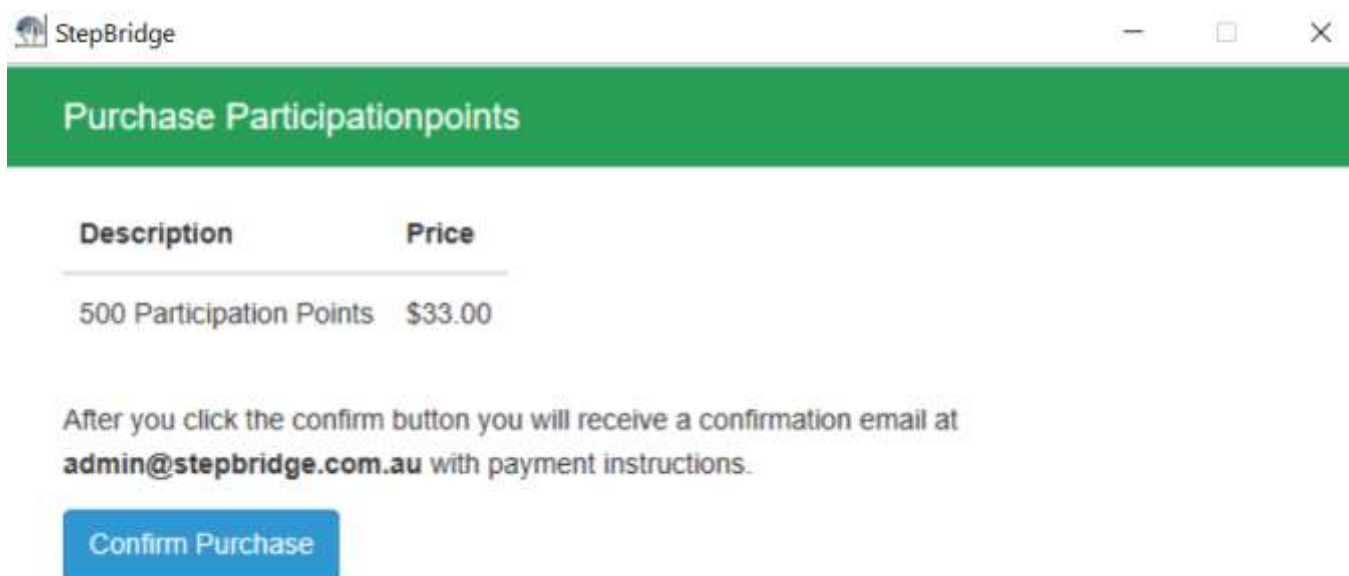 StepBridge
Purchase Participationpoints
Description Price
500 Participation Points $33.00
After you click the confirm button you will receive a confirmation email at
admin@stepbridge.com.au with payment instructions.
Confirm Purchase